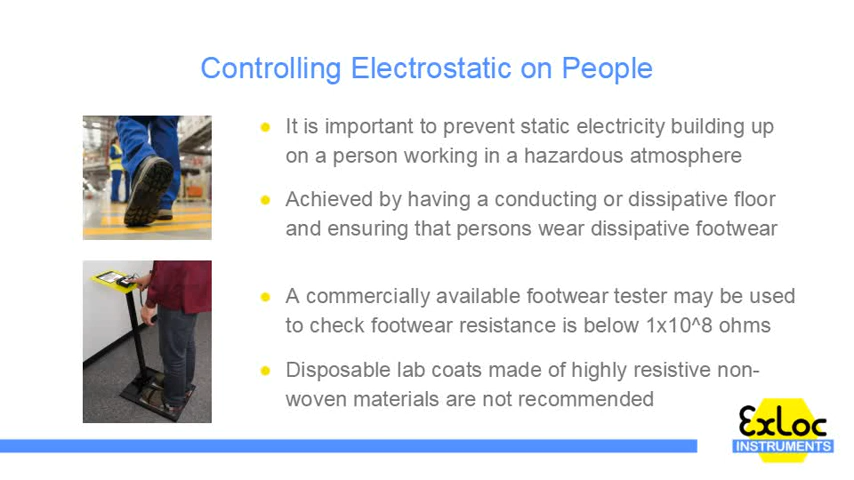 Controlling Electrostatic on People
It is important to prevent static electricity building up
on a person working in a hazardous atmosphere
Achieved by having a conducting or dissipative floor
and ensuring that persons wear dissipative footwear
A commercially available footwear tester may be used
to check footwear resistance is below 1x10^8 ohms
Disposable lab coats made of highly resistive non-
woven materials are not recommended
ExLoc
INSTRUMENTS